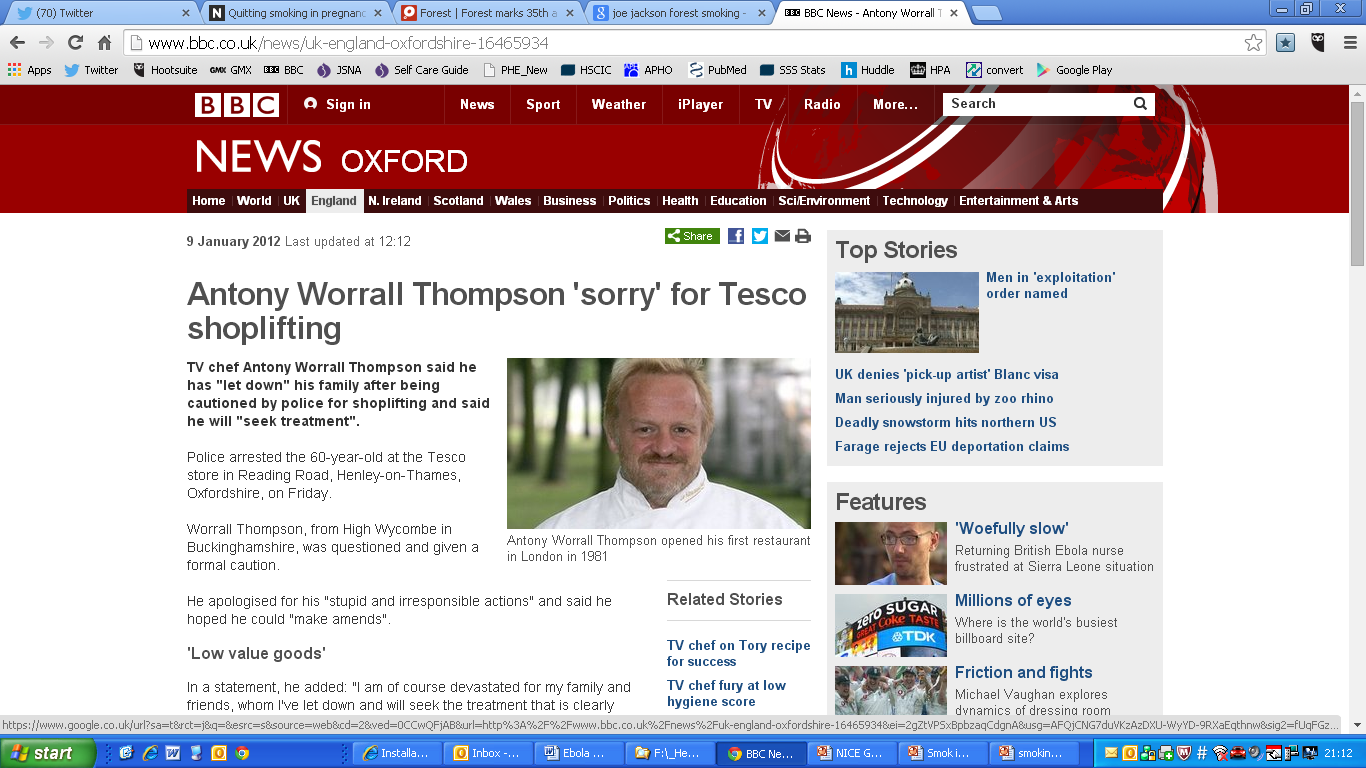 (70) Twitter
Quitting smoking in pregnanc
Forest | Forest marks 35th a
joe jackson forest smoking -
BBC News - Antony Worrall T
www.bbc.co.uk/news/uk-england-oxfordshire-16465934
Apps Twitter Hootsuite GMX GMX BBC BBC JSNA Self Care Guide PHE_New HSCIC APHO PubMed SSS Stats Huddle HPA convert Google Play
BBC Sign in News Sport Weather iPlayer TV Radio More... Search
NEWS OXFORD
Home World UK England N. Ireland Scotland Wales Business Politics Health Education Sci/Environment Technology Entertainment & Arts
9 January 2012 Last updated at 12:12
Share
Antony Worrall Thompson 'sorry' for Tesco
shoplifting
TV chef Antony Worrall Thompson said he
has "let down" his family after being
cautioned by police for shoplifting and said
he will "seek treatment".
Police arrested the 60-year-old at the Tesco
store in Reading Road, Henley-on-Thames,
Oxfordshire, on Friday.
Worrall Thompson, from High Wycombe in
Buckinghamshire, was questioned and given a
formal caution.
He apologised for his "stupid and irresponsible actions" and said he
hoped he could "make amends".
'Low value goods'
In a statement, he added: "I am of course devastated for my family and
friends, whom I've let down and will seek the treatment that is clearly
Antony Worrall Thompson opened his first restaurant
in London in 1981
Related Stories
TV chef on Tory recipe
for success
TV chef fury at low
hygiene score
Top Stories
Men in 'exploitation'
order named
UK denies 'pick-up artist' Blanc visa
Man seriously injured by zoo rhino
Deadly snowstorm hits northern US
Farage rejects EU deportation claims
Features
'Woefully slow'
Returning British Ebola nurse
frustrated at Sierra Leone situation
zero SUGAR
GREAT Coke TASTE
TDK
Millions of eyes
Where is the world's busiest
billboard site?
Friction and fights
Michael Vaughan explores
dynamics of dressing room
start
Installa...
Inbox -...
Ebola ...
F:\_He...
BBC Ne...
NICE G...
Smoki...
smokin...
21:12